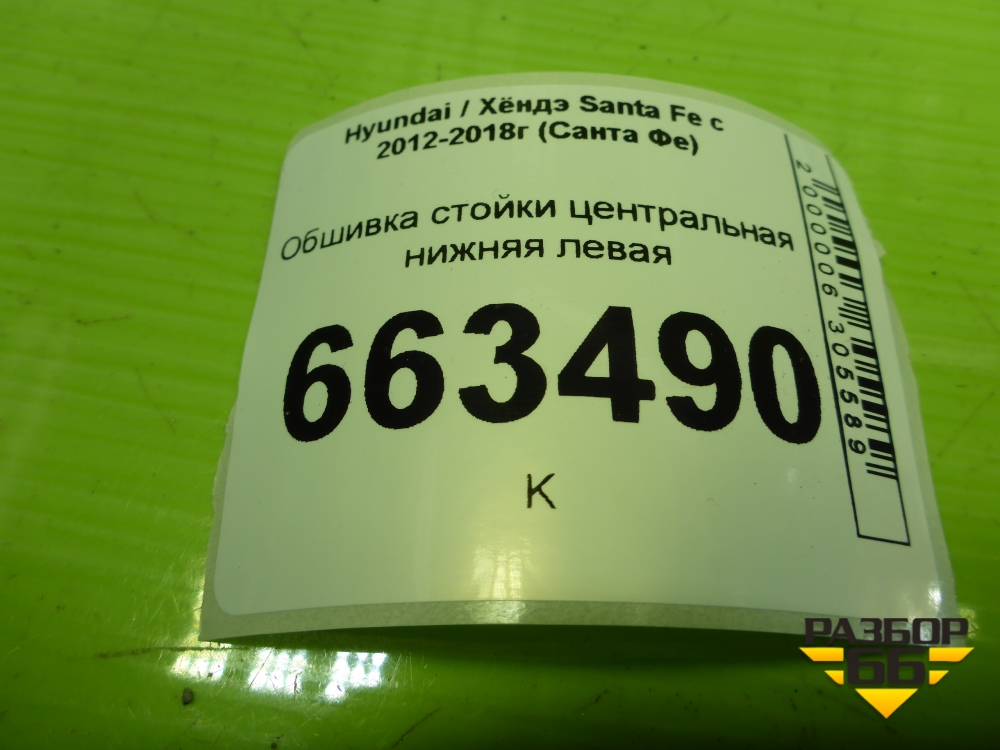 Hyundai / Хёндэ Santa Fe с
2012-2018г (Санта Фе)
Обшивка стойки центральная
нижняя левая
663490
К
2000006305589
РАЗБОР
66